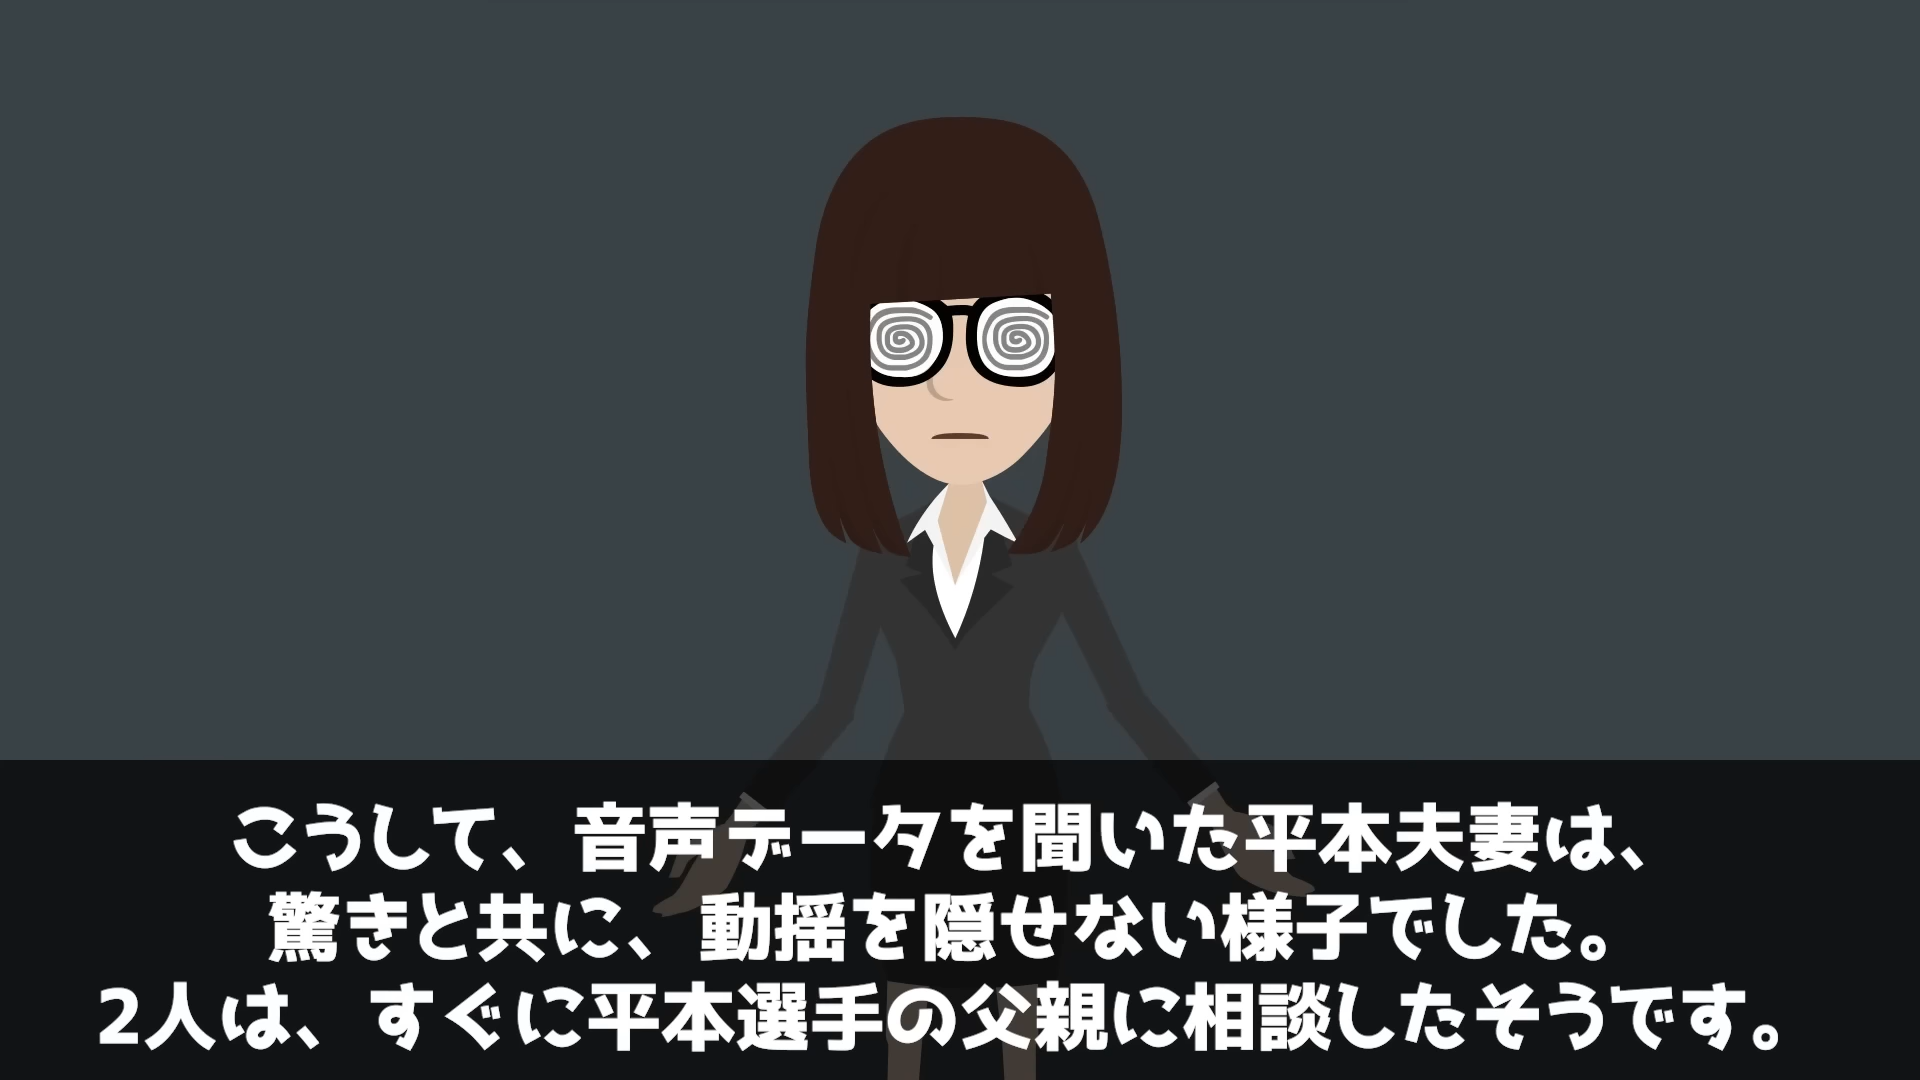 こうして、音声データを聞いた平本夫妻は、
驚きと共に、動揺を隠せない様子でした。
2人は、すぐに平本選手の父親に相談したそうです。